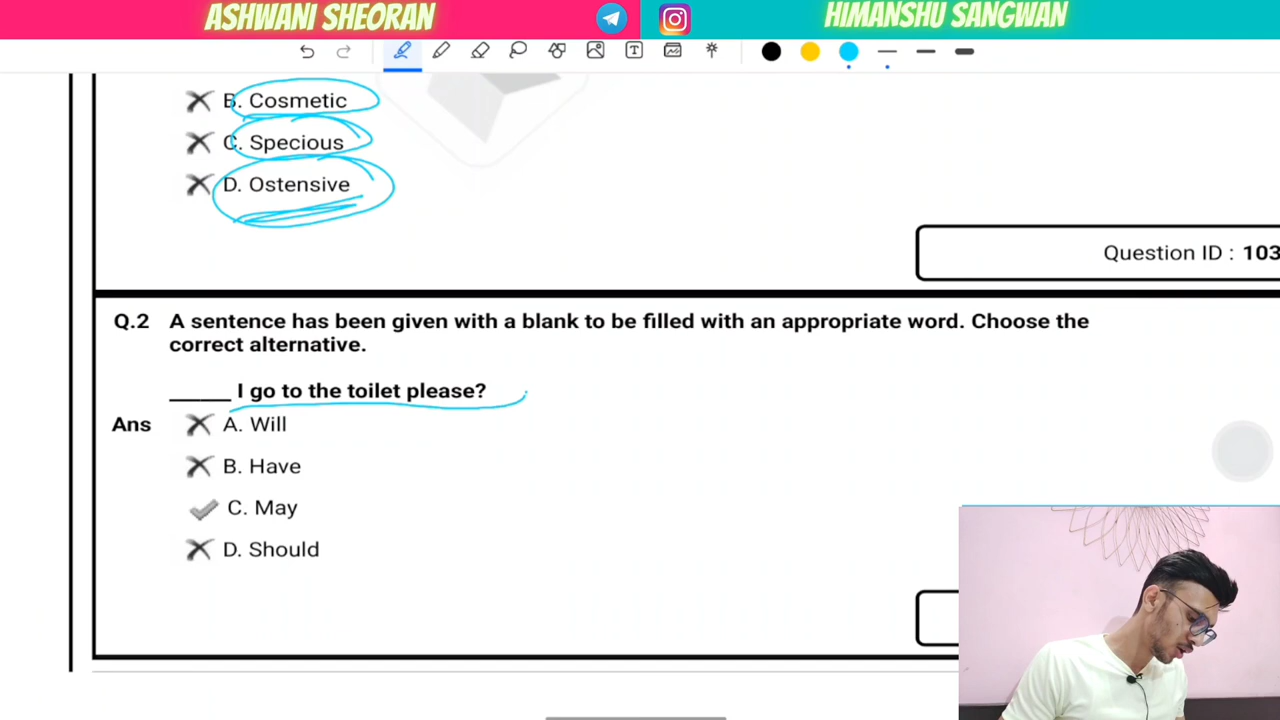 ASHWANI SHEORAN
HIMANSHU SANGWAN
B. Cosmetic
C. Specious
D. Ostensive
Question ID : 103
Q.2 A sentence has been given with a blank to be filled with an appropriate word. Choose the
correct alternative.
_____ I go to the toilet please?
Ans A. Will
B. Have
C. May
D. Should